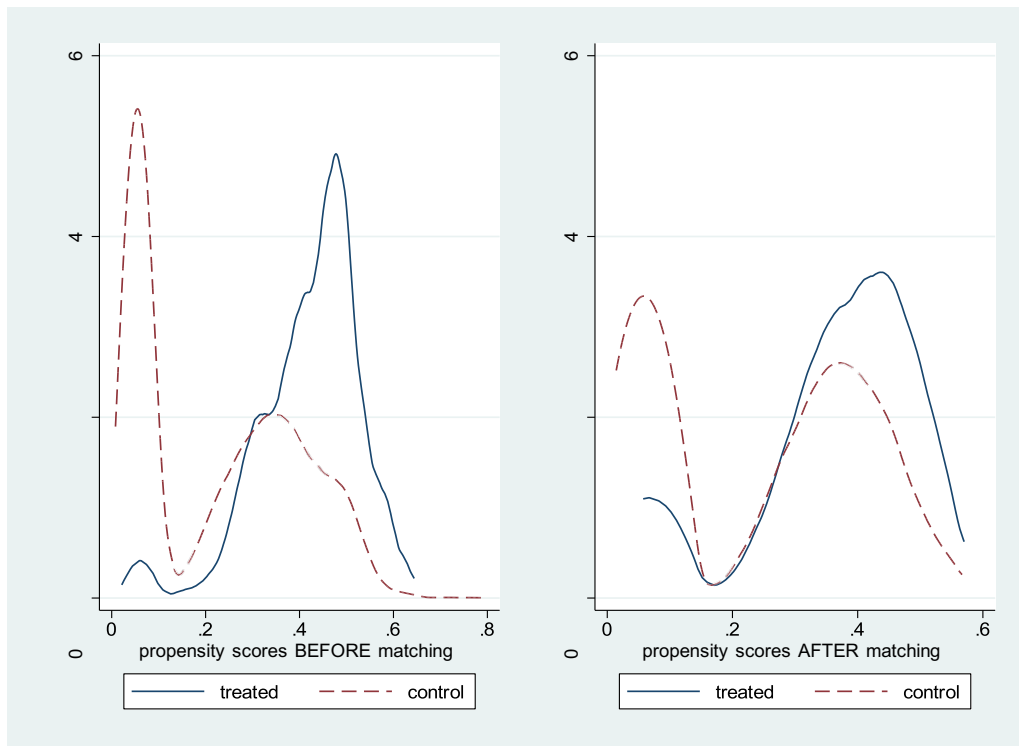 6
4
0
0 .2 .4 .6 .8
propensity scores BEFORE matching
treated control
6
4
0
0 .2 .4 .6
propensity scores AFTER matching
treated control